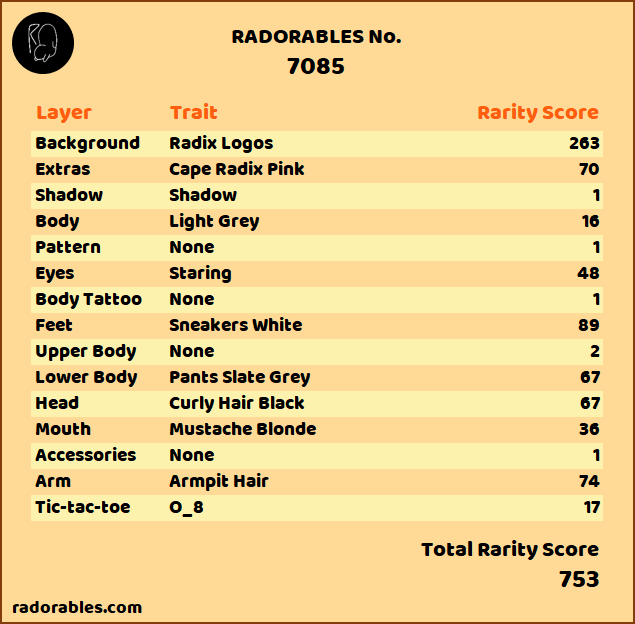 RADORABLES No.
7085
Layer Trait Rarity Score
Background Radix Logos 263
Extras Cape Radix Pink 70
Shadow Shadow 1
Body Light Grey 16
Pattern None 1
Eyes Staring 48
Body Tattoo None 1
Feet Sneakers White 89
Upper Body None 2
Lower Body Pants Slate Grey 67
Head Curly Hair Black 67
Mouth Mustache Blonde 36
Accessories None 1
Arm Armpit Hair 74
Tic-tac-toe O_8 17
Total Rarity Score
753
radorables.com